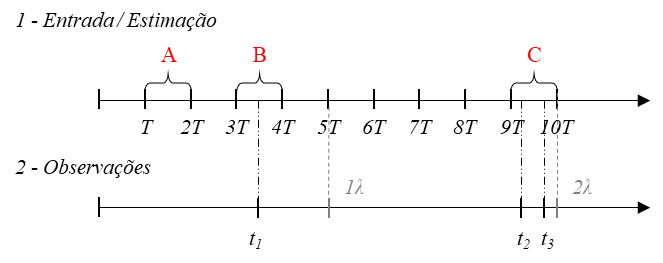 1 - Entrada / Estimação
A B C
T 2T 3T 4T 5T 6T 7T 8T 9T 10T
2 - Observações
1λ 2λ
t1 t2 t3